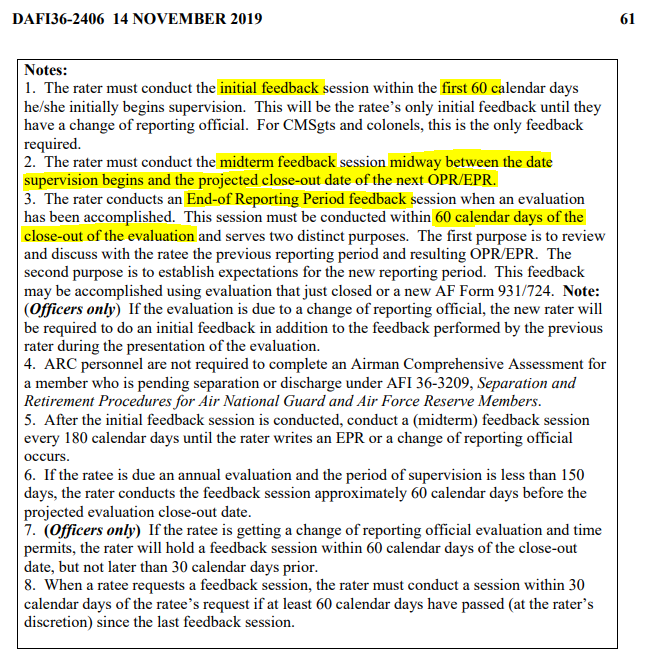 DAFI36-2406 14 NOVEMBER 2019 61
Notes:
1. The rater must conduct the initial feedback session within the first 60 calendar days
he/she initially begins supervision. This will be the ratee's only initial feedback until they
have a change of reporting official. For CMSgts and colonels, this is the only feedback
required.
2. The rater must conduct the midterm feedback session midway between the date
supervision begins and the projected close-out date of the next OPR/EPR.
3. The rater conducts an End-of Reporting Period feedback session when an evaluation
has been accomplished. This session must be conducted within 60 calendar days of the
close-out of the evaluation and serves two distinct purposes. The first purpose is to review
and discuss with the ratee the previous reporting period and resulting OPR/EPR. The
second purpose is to establish expectations for the new reporting period. This feedback
may be accomplished using evaluation that just closed or a new AF Form 931/724. Note:
(Officers only) If the evaluation is due to a change of reporting official, the new rater will
be required to do an initial feedback in addition to the feedback performed by the previous
rater during the presentation of the evaluation.
4. ARC personnel are not required to complete an Airman Comprehensive Assessment for
a member who is pending separation or discharge under AFI 36-3209, Separation and
Retirement Procedures for Air National Guard and Air Force Reserve Members.
5. After the initial feedback session is conducted, conduct a (midterm) feedback session
every 180 calendar days until the rater writes an EPR or a change of reporting official
occurs.
6. If the ratee is due an annual evaluation and the period of supervision is less than 150
days, the rater conducts the feedback session approximately 60 calendar days before the
projected evaluation close-out date.
7. (Officers only) If the ratee is getting a change of reporting official evaluation and time
permits, the rater will hold a feedback session within 60 calendar days of the close-out
date, but not later than 30 calendar days prior.
8. When a ratee requests a feedback session, the rater must conduct a session within 30
calendar days of the ratee's request if at least 60 calendar days have passed (at the rater's
discretion) since the last feedback session.